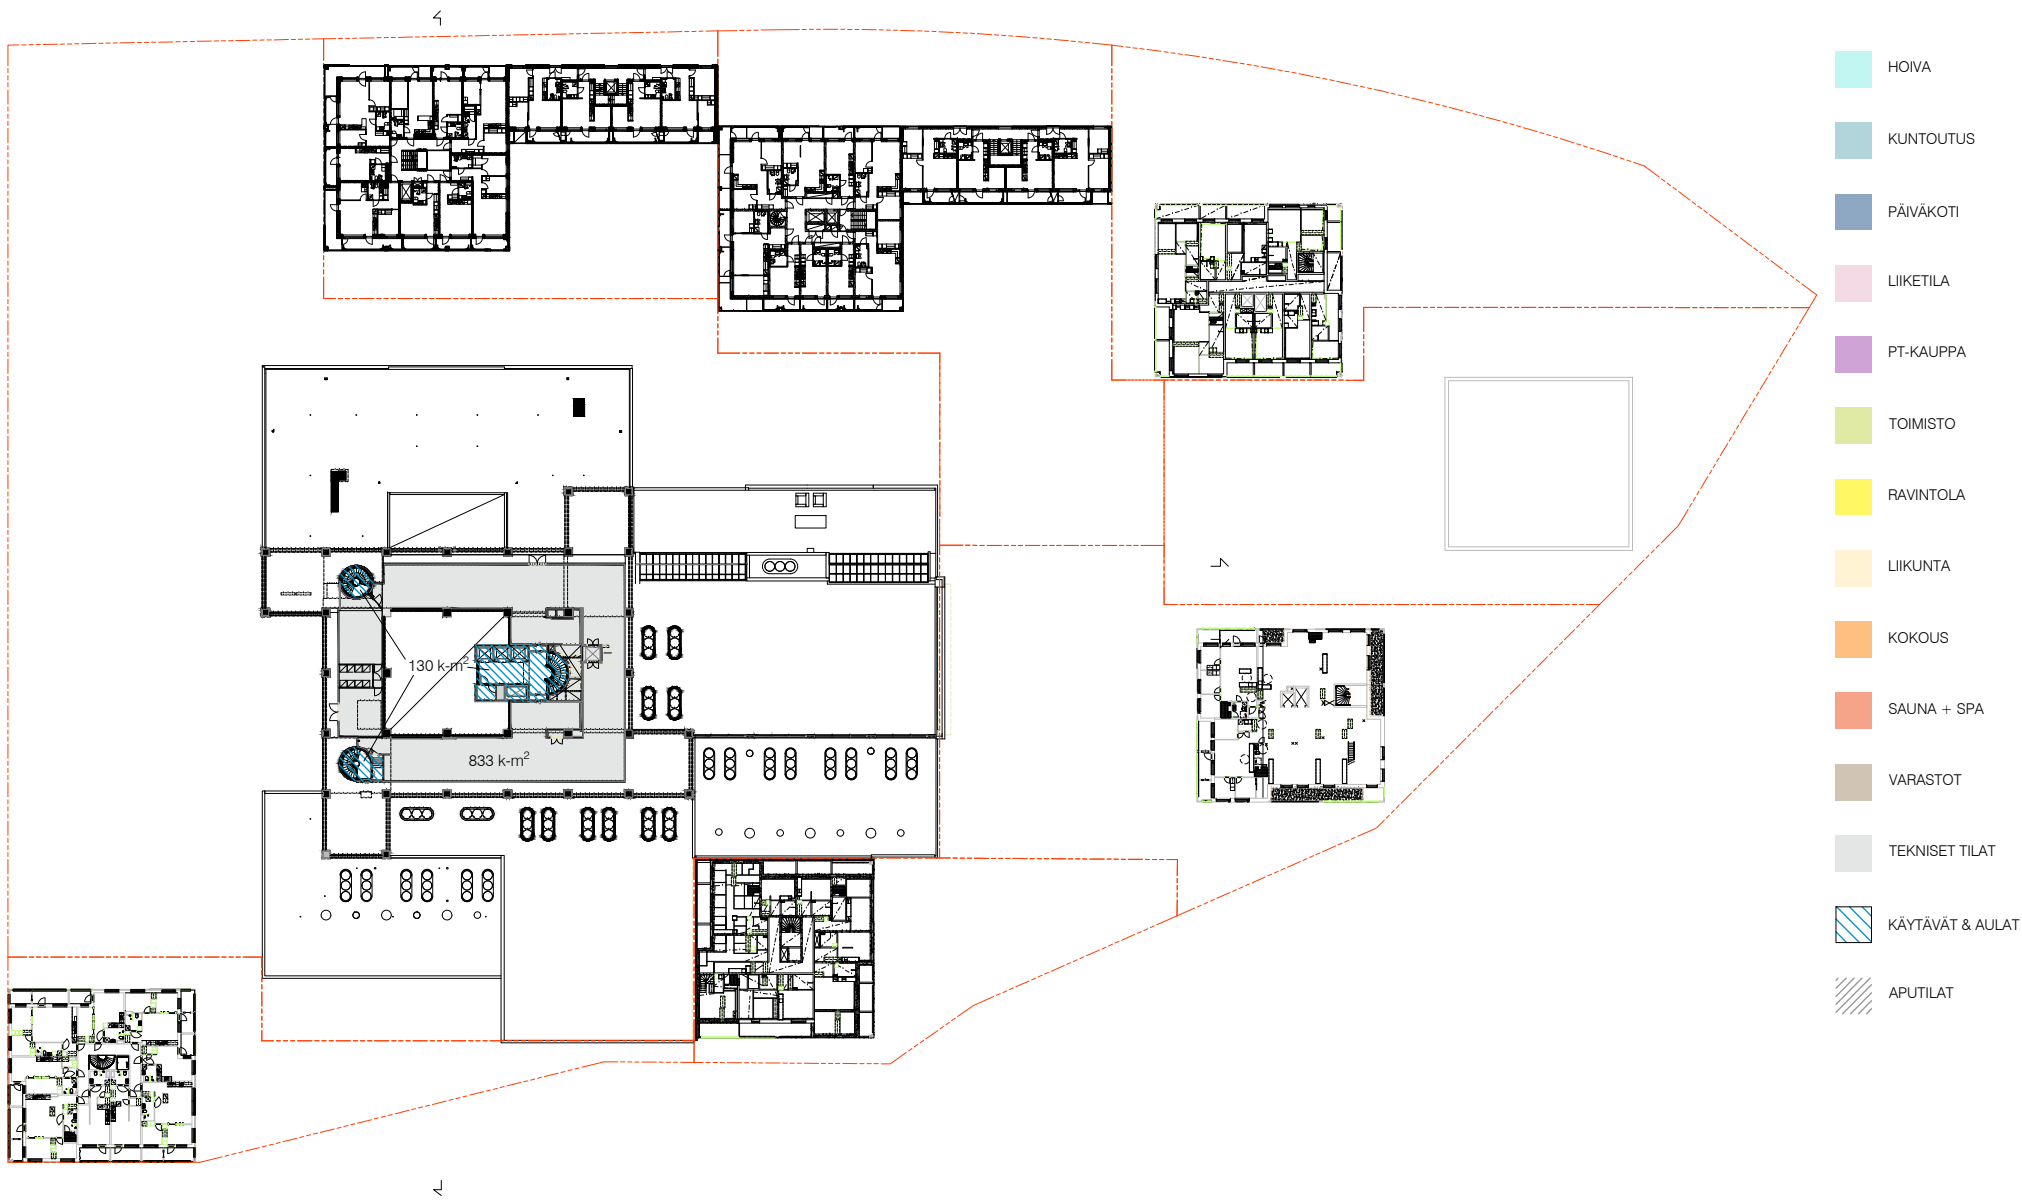 HOIVA
KUNTOUTUS
PÄIVÄKOTI
LIIKETILA
PT-KAUPPA
TOIMISTO
RAVINTOLA
LIIKUNTA
KOKOUS
SAUNA + SPA
VARASTOT
TEKNISET TILAT
KÄYTÄVÄT & AULAT
APUTILAT
130 k-m²
833 k-m²